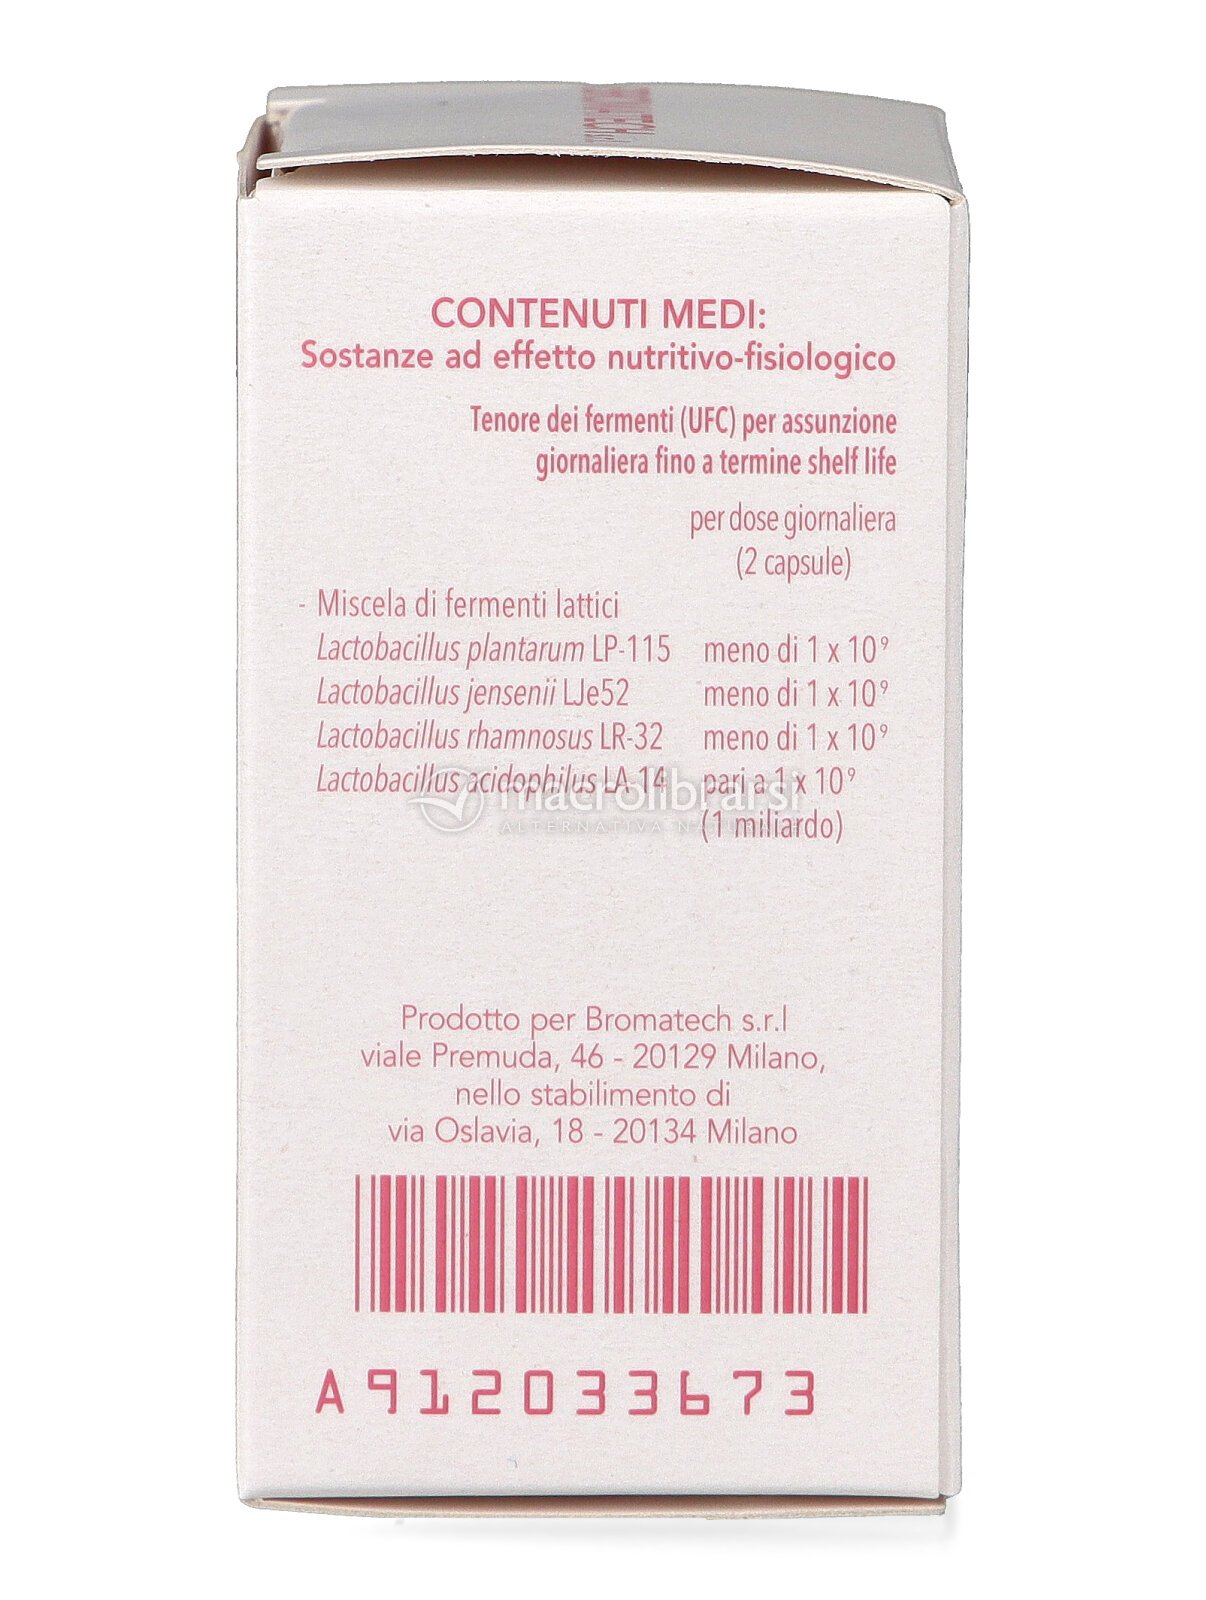 CONTENUTI MEDI:
Sostanze ad effetto nutritivo-fisiologico
Tenore dei fermenti (UFC) per assunzione
giornaliera fino a termine shelf life
per dose giornaliera
(2 capsule)
- Miscela di fermenti lattici
Lactobacillus plantarum LP-115 meno di 1 x 10⁹
Lactobacillus jensenii LJe52 meno di 1 x 10⁹
Lactobacillus rhamnosus LR-32 meno di 1 x 10⁹
Lactobacillus acidophilus LA-14 pari a 1 x 10⁹
macrolibrarsi
ALTERNATIVA NATURALE
(1 miliardo)
Prodotto per Bromatech s.r.l
viale Premuda, 46 - 20129 Milano,
nello stabilimento di
via Oslavia, 18 - 20134 Milano
A912033673